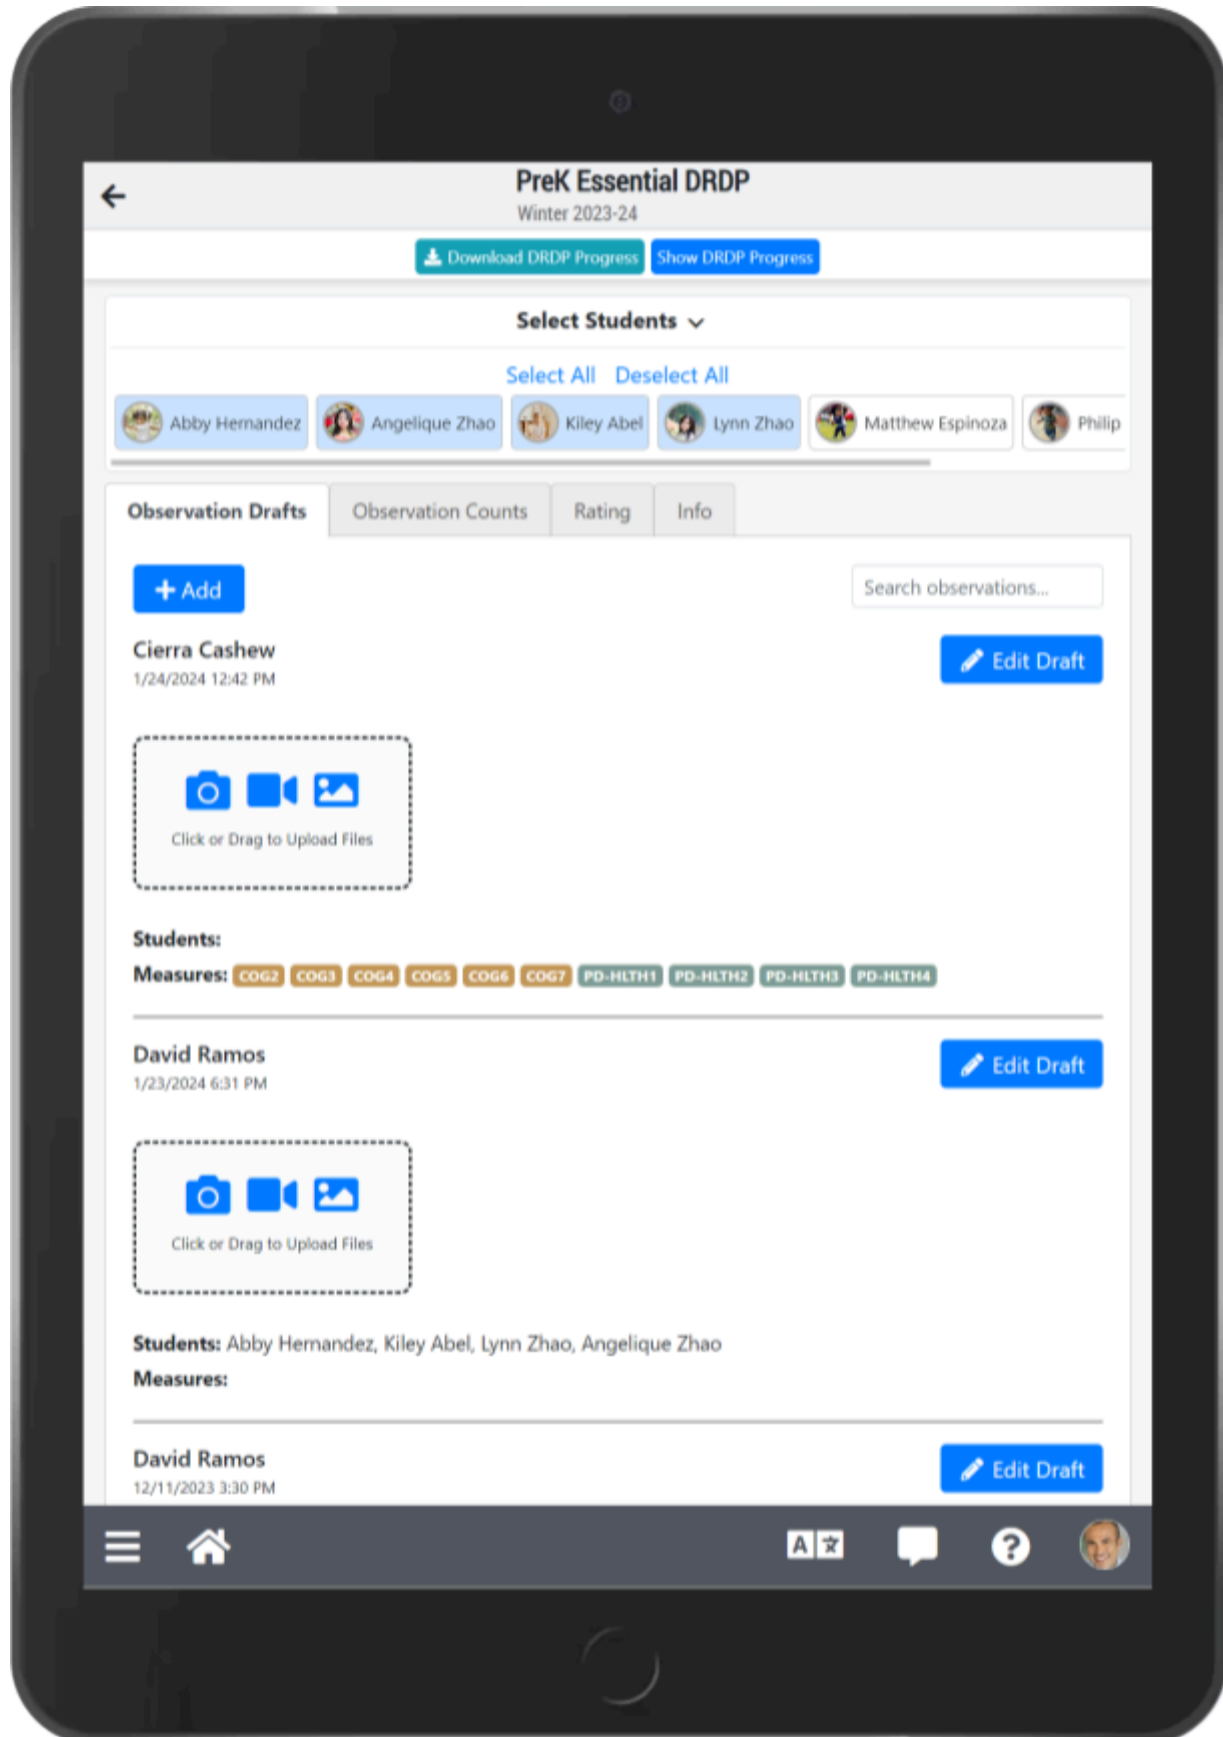 PreK Essential DRDP
Winter 2023-24
Download DRDP Progress Show DRDP Progress
Select Students
Select All Deselect All
Abby Hernandez Angelique Zhao Kiley Abel Lynn Zhao Matthew Espinoza Philip
Observation Drafts Observation Counts Rating Info
+ Add Search observations...
Cierra Cashew Edit Draft
1/24/2024 12:42 PM
Click or Drag to Upload Files
Students:
Measures: COG2 COG3 COG4 COG5 COG6 COG7 PD-HLTH1 PD-HLTH2 PD-HLTH3 PD-HLTH4
David Ramos Edit Draft
1/23/2024 6:31 PM
Click or Drag to Upload Files
Students: Abby Hernandez, Kiley Abel, Lynn Zhao, Angelique Zhao
Measures:
David Ramos Edit Draft
12/11/2023 3:30 PM
A 文
?